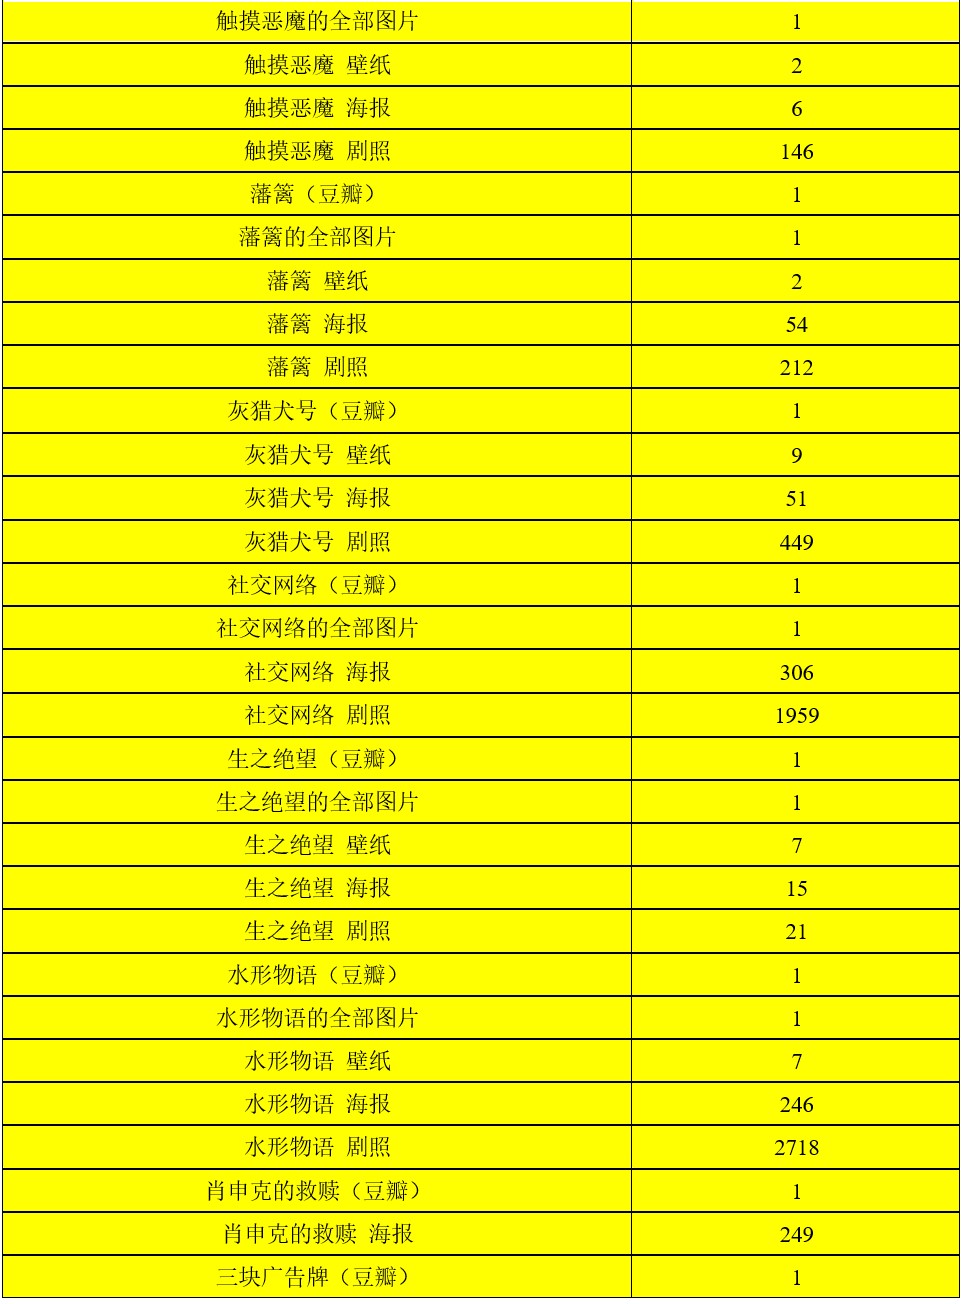 触摸恶魔的全部图片 1
触摸恶魔 壁纸 2
触摸恶魔 海报 6
触摸恶魔 剧照 146
藩篱（豆瓣） 1
藩篱的全部图片 1
藩篱 壁纸 2
藩篱 海报 54
藩篱 剧照 212
灰猎犬号（豆瓣） 1
灰猎犬号 壁纸 9
灰猎犬号 海报 51
灰猎犬号 剧照 449
社交网络（豆瓣） 1
社交网络的全部图片 1
社交网络 海报 306
社交网络 剧照 1959
生之绝望（豆瓣） 1
生之绝望的全部图片 1
生之绝望 壁纸 7
生之绝望 海报 15
生之绝望 剧照 21
水形物语（豆瓣） 1
水形物语的全部图片 1
水形物语 壁纸 7
水形物语 海报 246
水形物语 剧照 2718
肖申克的救赎（豆瓣） 1
肖申克的救赎 海报 249
三块广告牌（豆瓣） 1